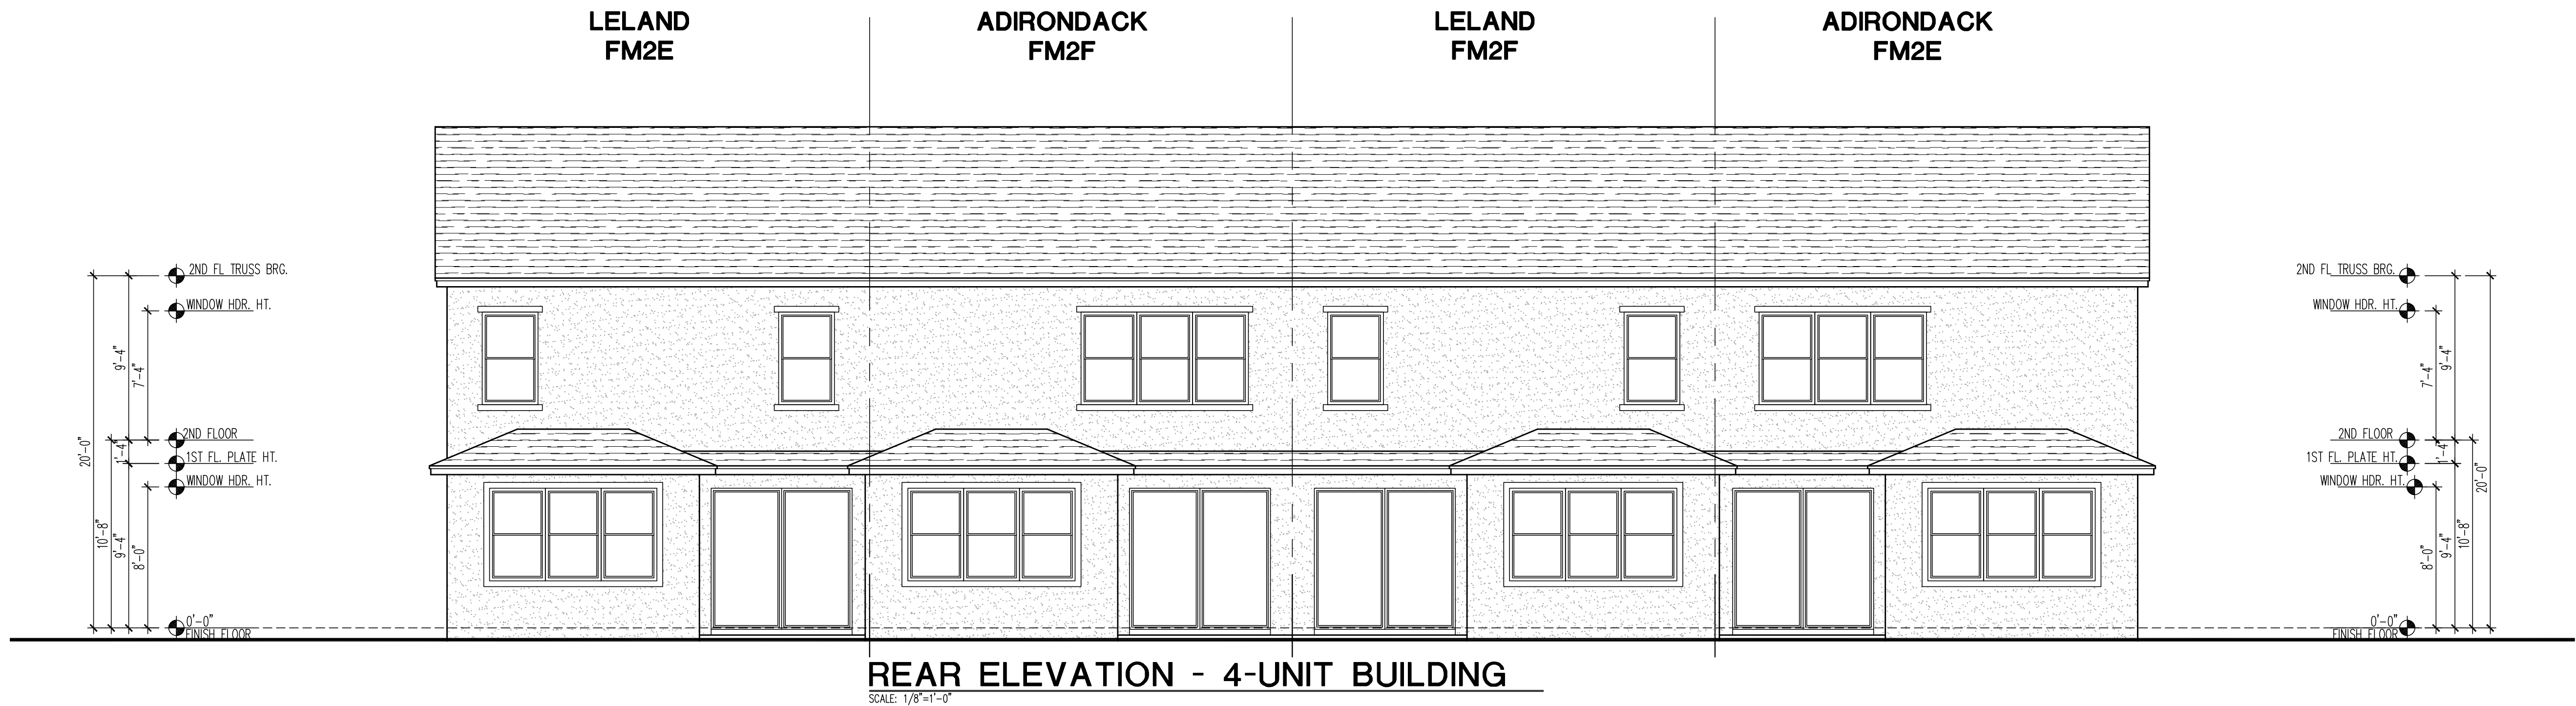 LELAND
FM2E
ADIRONDACK
FM2F
LELAND
FM2F
ADIRONDACK
FM2E
2ND FL TRUSS BRG.
WINDOW HDR. HT.
9'-4"
7'-4"
2ND FLOOR
1'-4"
20'-0"
1ST FL. PLATE HT.
WINDOW HDR. HT.
10'-8"
9'-4"
8'-0"
0'-0"
FINISH FLOOR
2ND FL TRUSS BRG.
WINDOW HDR. HT.
7'-4"
9'-4"
2ND FLOOR
1'-4"
20'-0"
1ST FL. PLATE HT.
WINDOW HDR. HT.
8'-0"
9'-4"
10'-8"
0'-0"
FINISH FLOOR
REAR ELEVATION - 4-UNIT BUILDING
SCALE: 1/8"=1'-0"